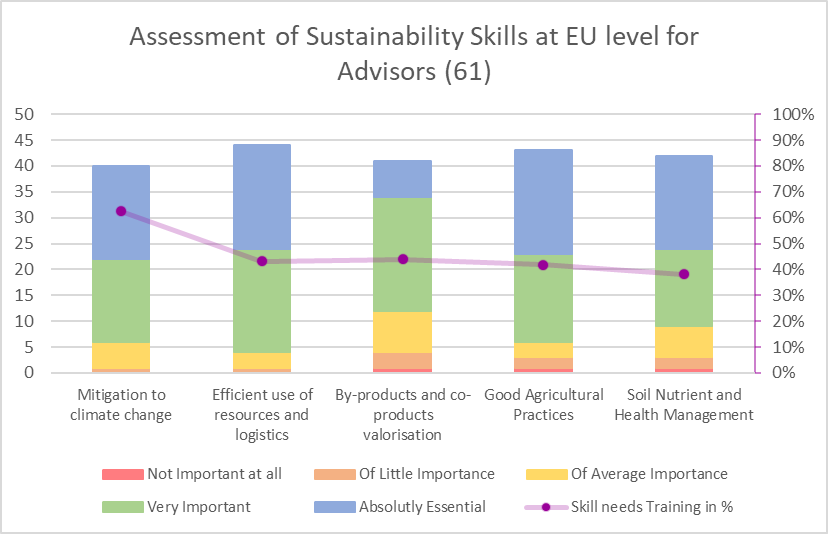 Assessment of Sustainability Skills at EU level for
Advisors (61)
50
45
40
35
30
25
20
15
10
5
0
100%
90%
80%
70%
60%
50%
40%
30%
20%
10%
0%
Mitigation to
climate change
Efficient use of
resources and
logistics
By-products and co-
products
valorisation
Good Agricultural
Practices
Soil Nutrient and
Health Management
Not Important at all
Of Little Importance
Of Average Importance
Very Important
Absolutly Essential
Skill needs Training in %